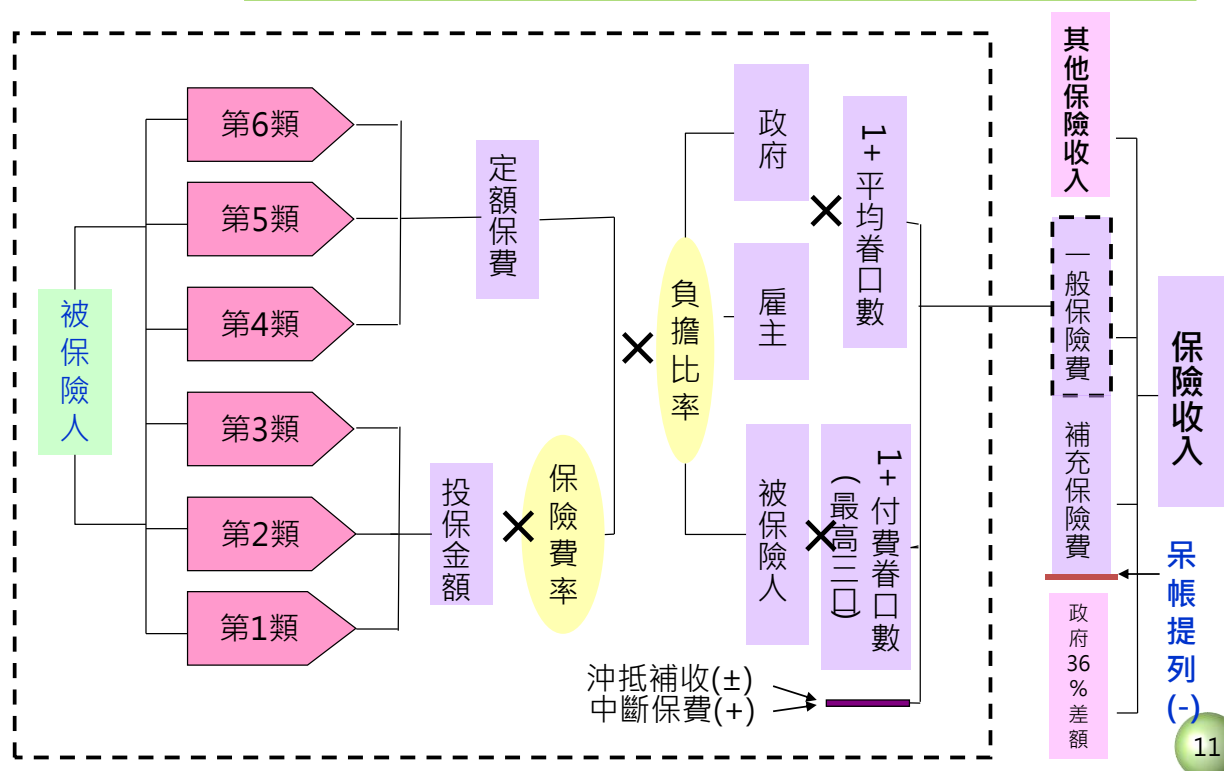 被保險人
第6類
第5類
第4類
第3類
第2類
第1類
定額保費
投保金額
×
保險費率
×
負擔比率
政府
雇主
被保險人
×
1+平均眷口數
×
1+付費眷口數
(最高三口)
沖抵補收(±)
中斷保費(+)
其他保險收入
一般保險費
補充保險費
政府36%差額
保險收入
呆帳提列(-)
11